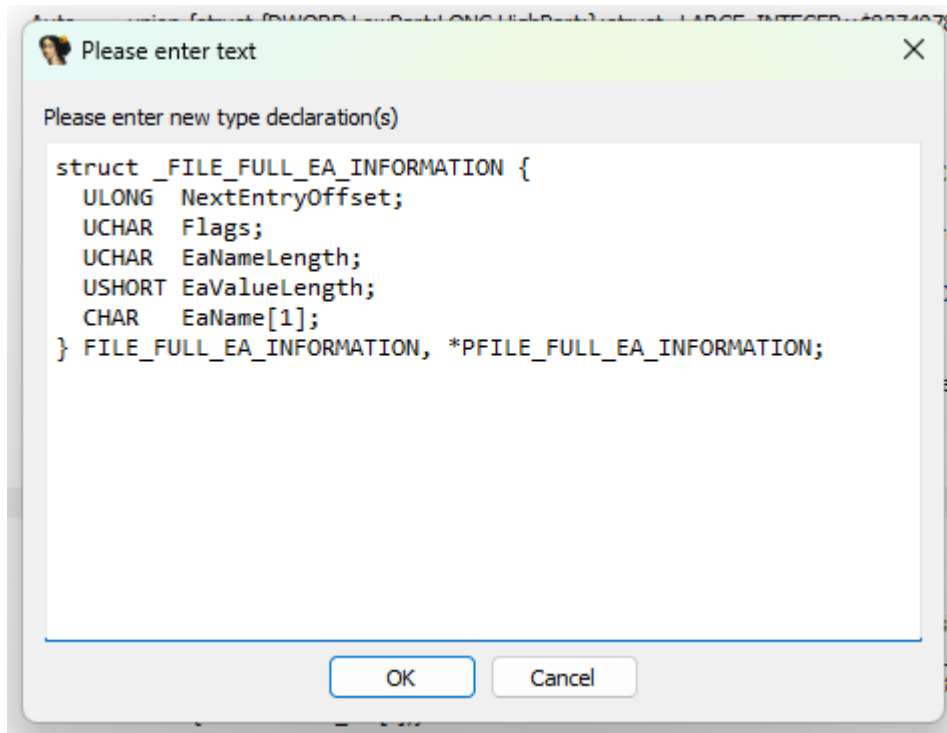 Please enter text
Please enter new type declaration(s)
struct _FILE_FULL_EA_INFORMATION {
  ULONG  NextEntryOffset;
  UCHAR  Flags;
  UCHAR  EaNameLength;
  USHORT EaValueLength;
  CHAR   EaName[1];
} FILE_FULL_EA_INFORMATION, *PFILE_FULL_EA_INFORMATION;
OK Cancel